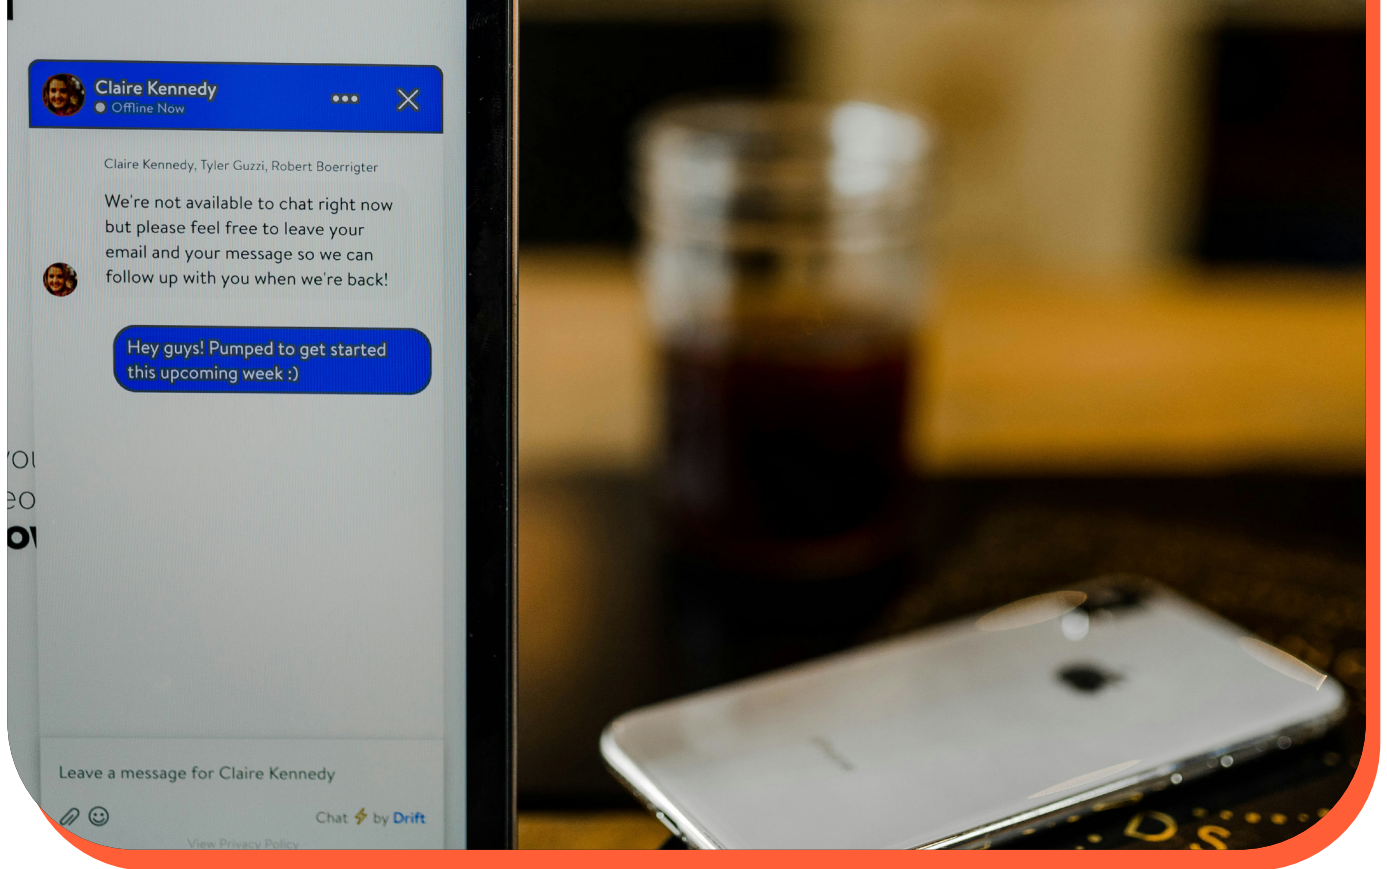 Claire Kennedy
Offline Now
Claire Kennedy, Tyler Guzzi, Robert Boerrigter
We're not available to chat right now
but please feel free to leave your
email and your message so we can
follow up with you when we're back!
Hey guys! Pumped to get started
this upcoming week :)
Leave a message for Claire Kennedy
Chat ⚡ by Drift
View Privacy Policy